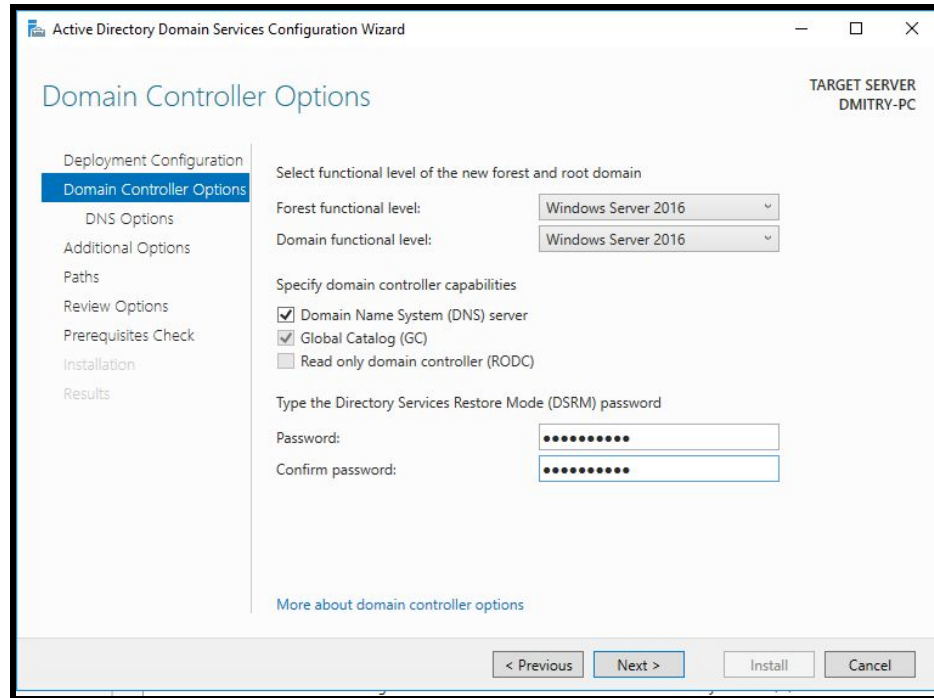 Active Directory Domain Services Configuration Wizard
Domain Controller Options
TARGET SERVER
DMITRY-PC
Deployment Configuration
Domain Controller Options
DNS Options
Additional Options
Paths
Review Options
Prerequisites Check
Installation
Results
Select functional level of the new forest and root domain
Forest functional level: Windows Server 2016
Domain functional level: Windows Server 2016
Specify domain controller capabilities
Domain Name System (DNS) server
Global Catalog (GC)
Read only domain controller (RODC)
Type the Directory Services Restore Mode (DSRM) password
Password: ●●●●●●●●●●
Confirm password: ●●●●●●●●●●
More about domain controller options
< Previous Next > Install Cancel